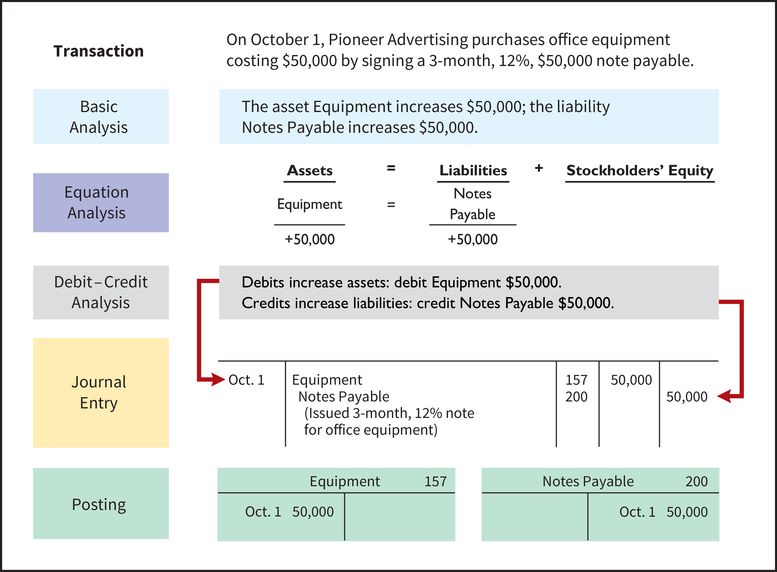 Transaction
On October 1, Pioneer Advertising purchases office equipment
costing $50,000 by signing a 3-month, 12%, $50,000 note payable.
Basic
Analysis
The asset Equipment increases $50,000; the liability
Notes Payable increases $50,000.
Equation
Analysis
Assets = Liabilities + Stockholders’ Equity
Equipment = Notes
Payable
+50,000 +50,000
Debit–Credit
Analysis
Debits increase assets: debit Equipment $50,000.
Credits increase liabilities: credit Notes Payable $50,000.
Journal
Entry
Oct. 1 Equipment 157 50,000
Notes Payable 200 50,000
(Issued 3-month, 12% note
for office equipment)
Posting
Equipment 157
Oct. 1 50,000
Notes Payable 200
Oct. 1 50,000